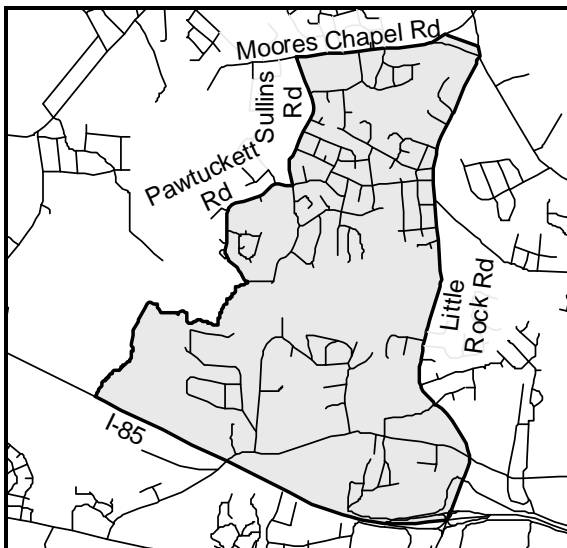 Moores Chapel Rd
Sullins
Rd
Pawtuckett
Rd
Little
Rock Rd
I-85